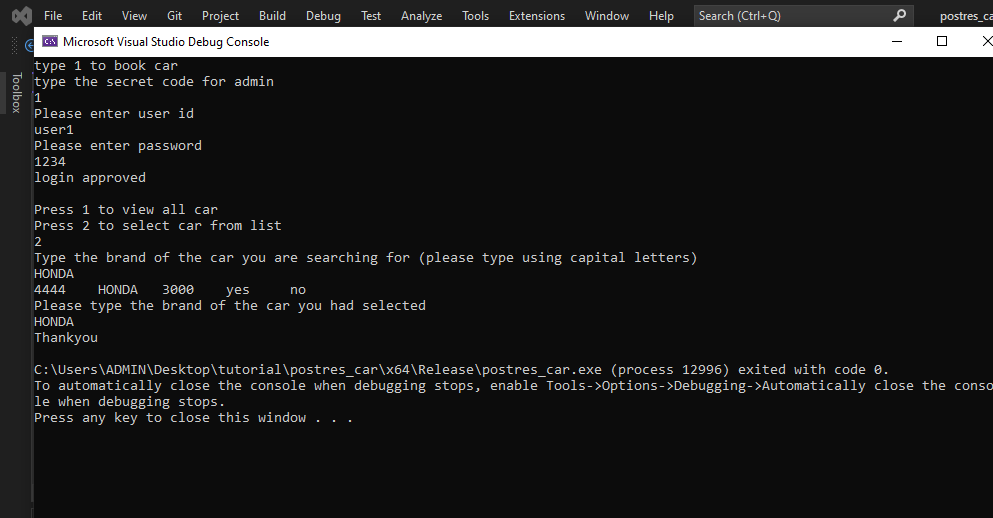 File Edit View Git Project Build Debug Test Analyze Tools Extensions Window Help Search (Ctrl+Q) postres_ca
Microsoft Visual Studio Debug Console
Toolbox
type 1 to book car
type the secret code for admin
1
Please enter user id
user1
Please enter password
1234
login approved
Press 1 to view all car
Press 2 to select car from list
2
Type the brand of the car you are searching for (please type using capital letters)
HONDA
4444 HONDA 3000 yes no
Please type the brand of the car you had selected
HONDA
Thankyou
C:\Users\ADMIN\Desktop\tutorial\postres_car\x64\Release\postres_car.exe (process 12996) exited with code 0.
To automatically close the console when debugging stops, enable Tools->Options->Debugging->Automatically close the conso
le when debugging stops.
Press any key to close this window . . .